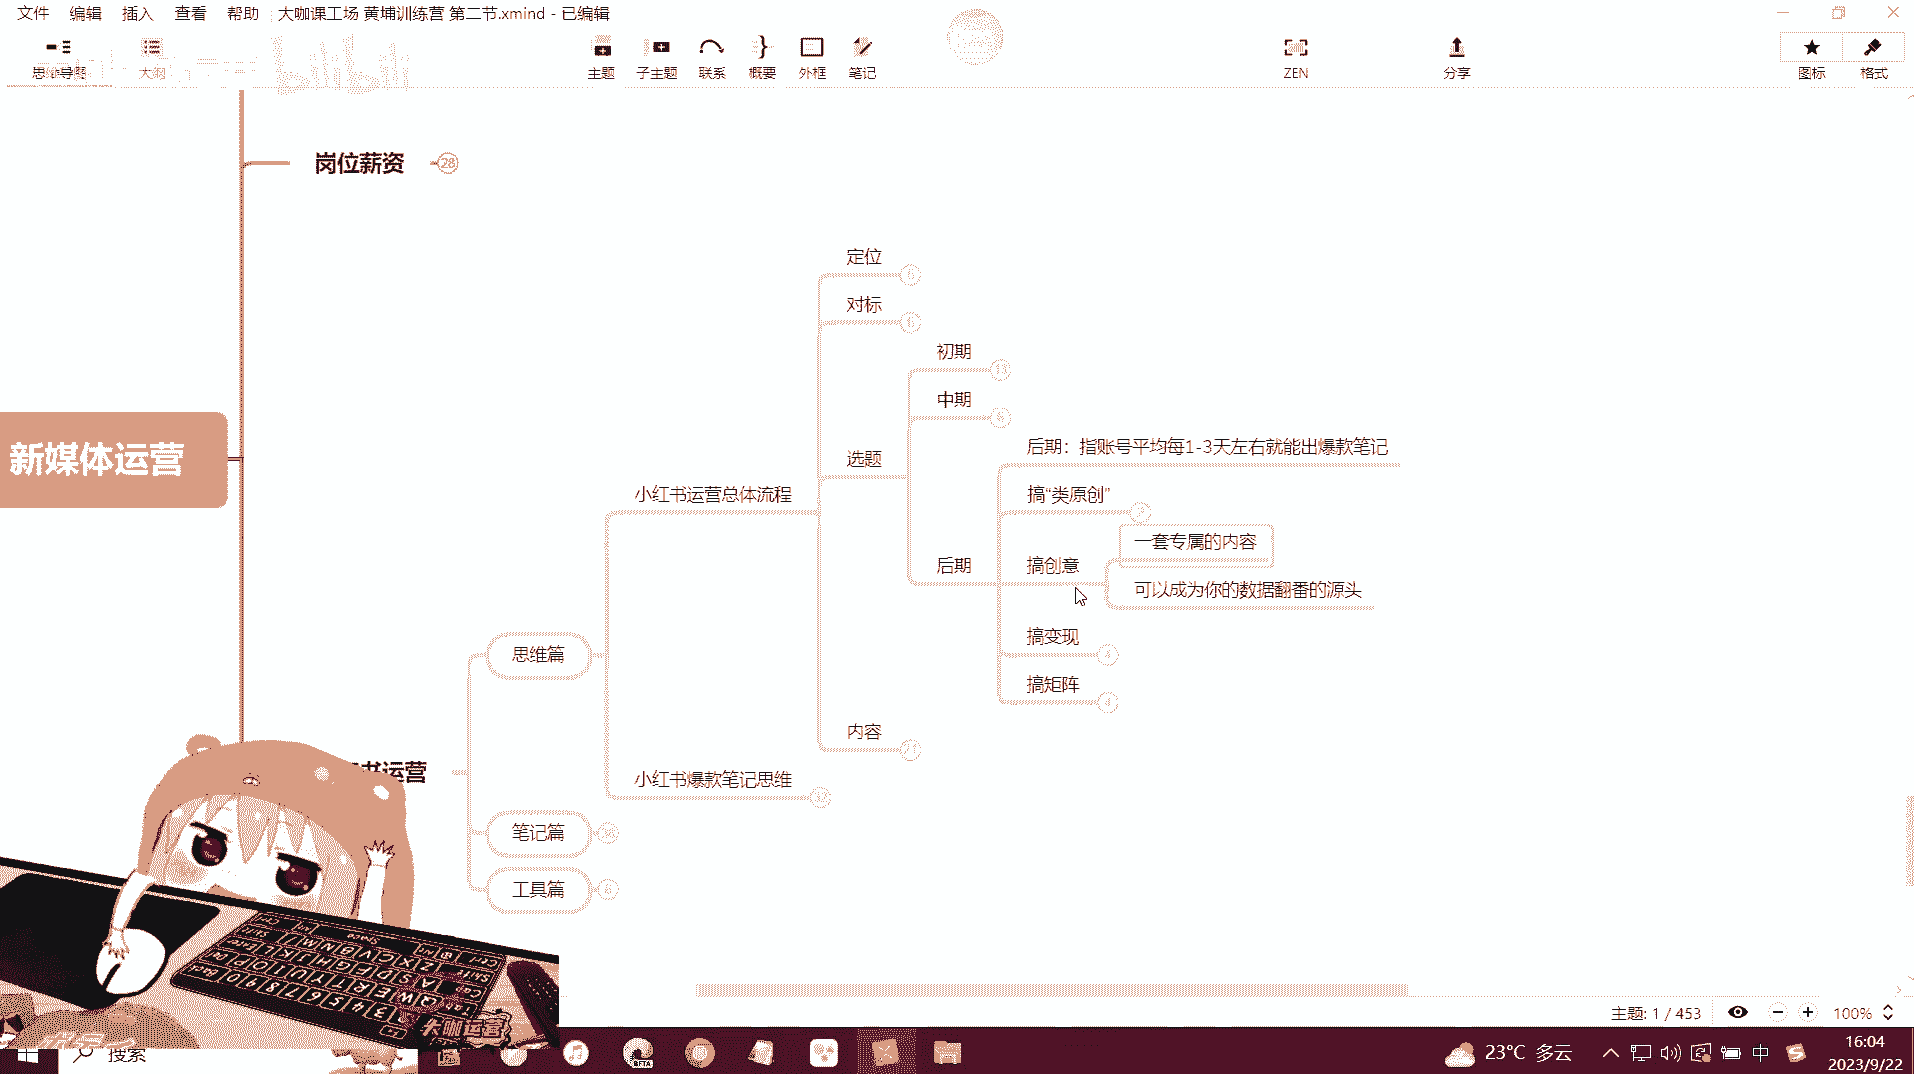 文件 编辑 插入 查看 帮助 大咖课工场 黄埔训练营 第二节.xmind - 已编辑
思维导图 大纲 bilibili 主题 子主题 联系 概要 外框 笔记 ZEN 分享 图标 格式
岗位薪资 28
定位 6
对标
初期 13
中期
后期：指账号平均每1-3天左右就能出爆款笔记
选题
新媒体运营
小红书运营总体流程
搞“类原创” 2
一套专属的内容
后期
搞创意
可以成为你的数据翻番的源头
搞变现 4
思维篇
搞矩阵 4
内容 21
书运营
小红书爆款笔记思维
笔记篇
工具篇
大咖运营
主题: 1 / 453 100%
搜索
BETA
23°C 多云
中
16:04
2023/9/22